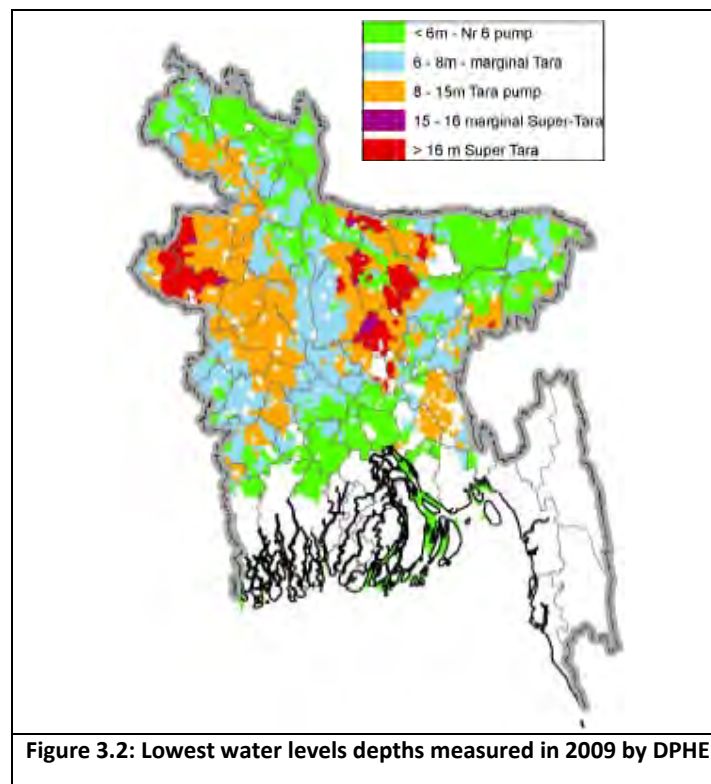 < 6m - Nr 6 pump
6 - 8m - marginal Tara
8 - 15m Tara pump
15 - 16 marginal Super-Tara
> 16 m Super Tara
Figure 3.2: Lowest water levels depths measured in 2009 by DPHE